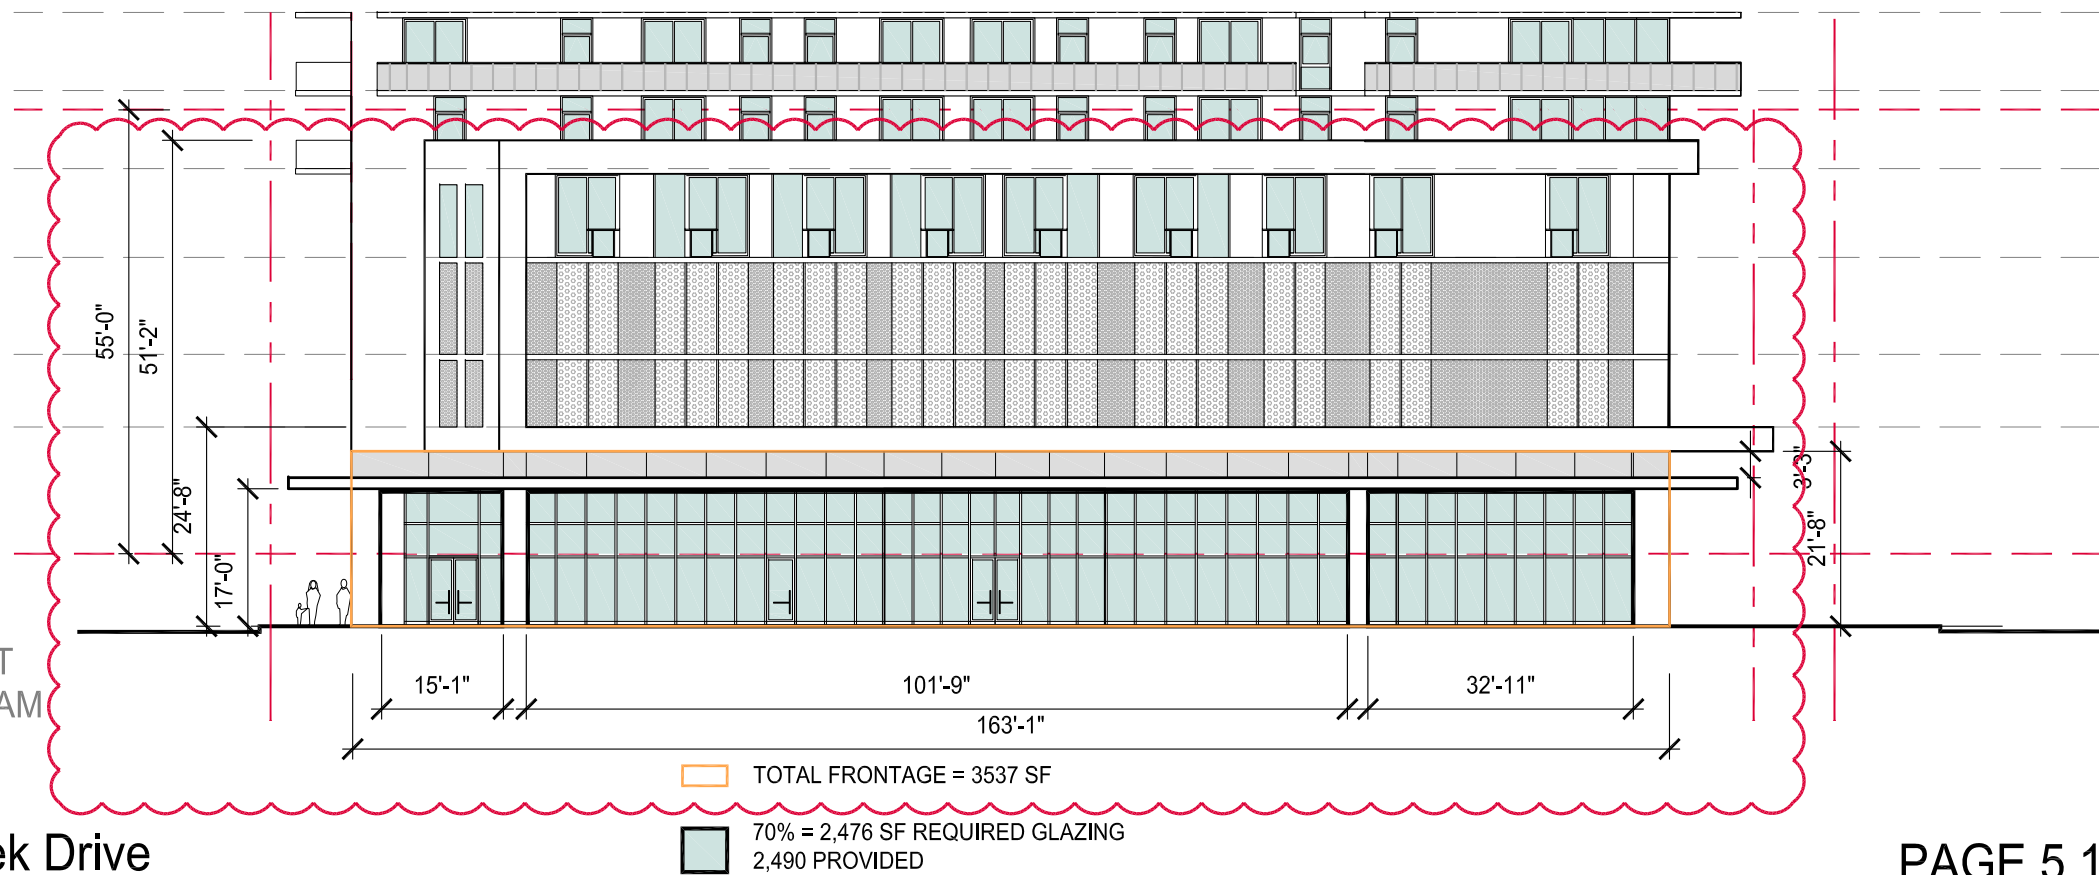 55'-0"
51'-2"
24'-8"
17'-0"
3'-3"
21'-8"
T
AM
15'-1"
101'-9"
32'-11"
163'-1"
TOTAL FRONTAGE = 3537 SF
70% = 2,476 SF REQUIRED GLAZING
2,490 PROVIDED
ek Drive
PAGE 5.1